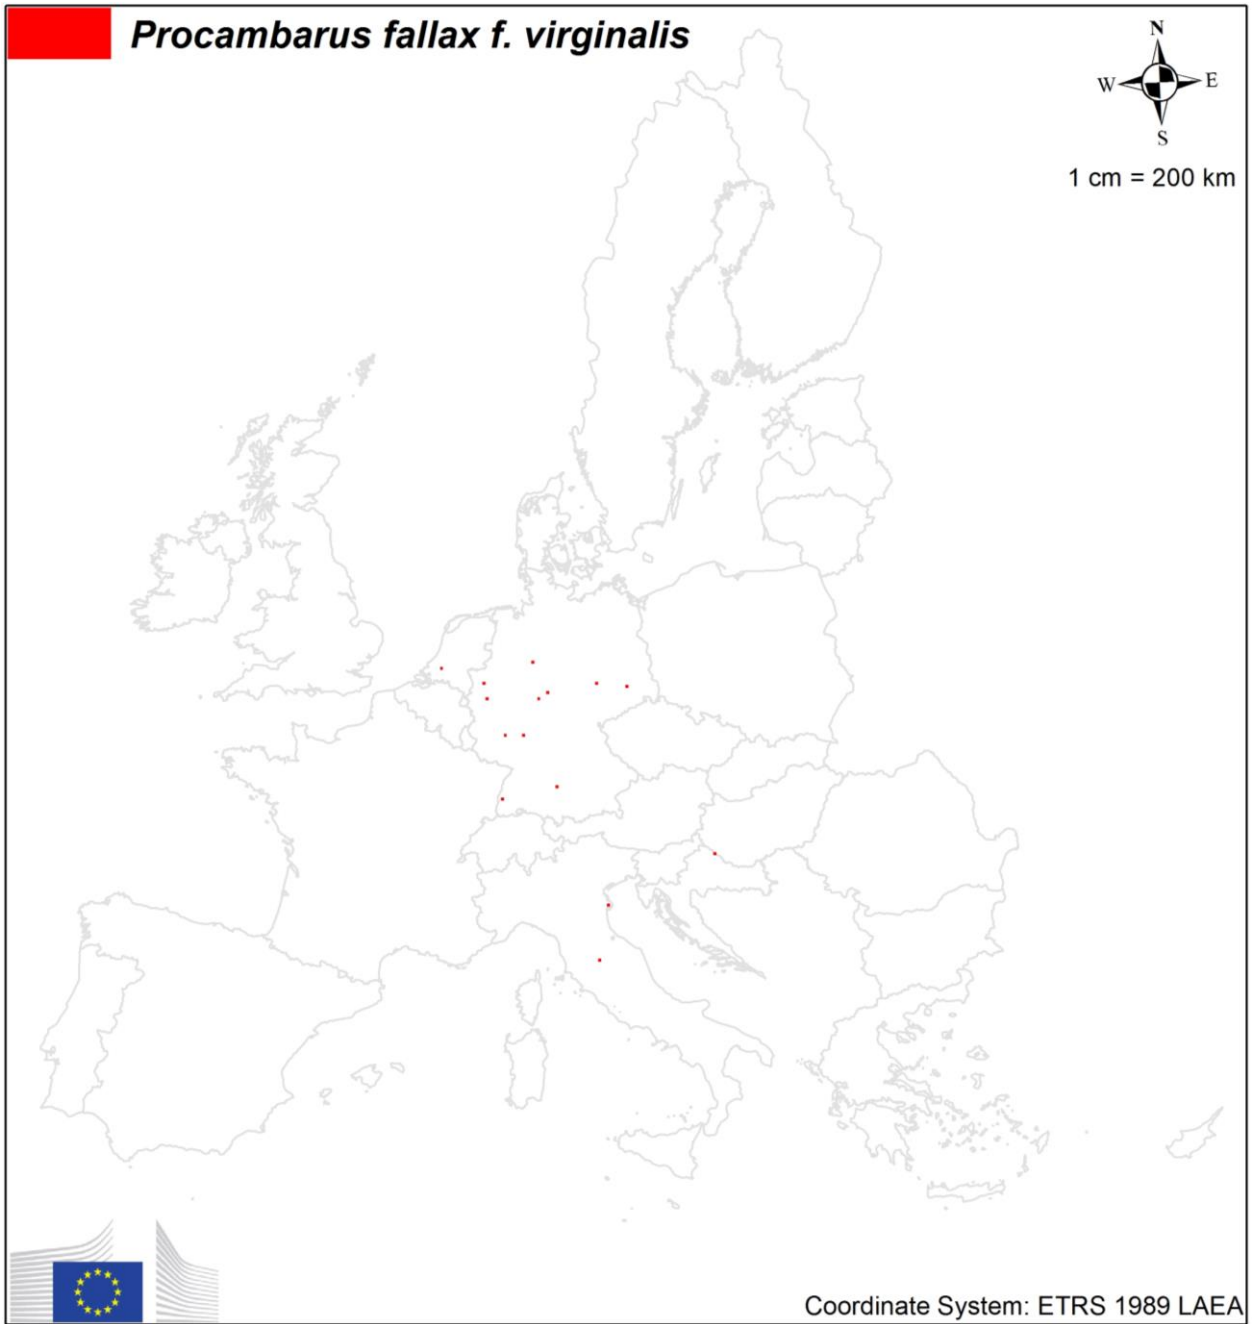 Procambarus fallax f. virginalis
N
W E
S
1 cm = 200 km
Coordinate System: ETRS 1989 LAEA